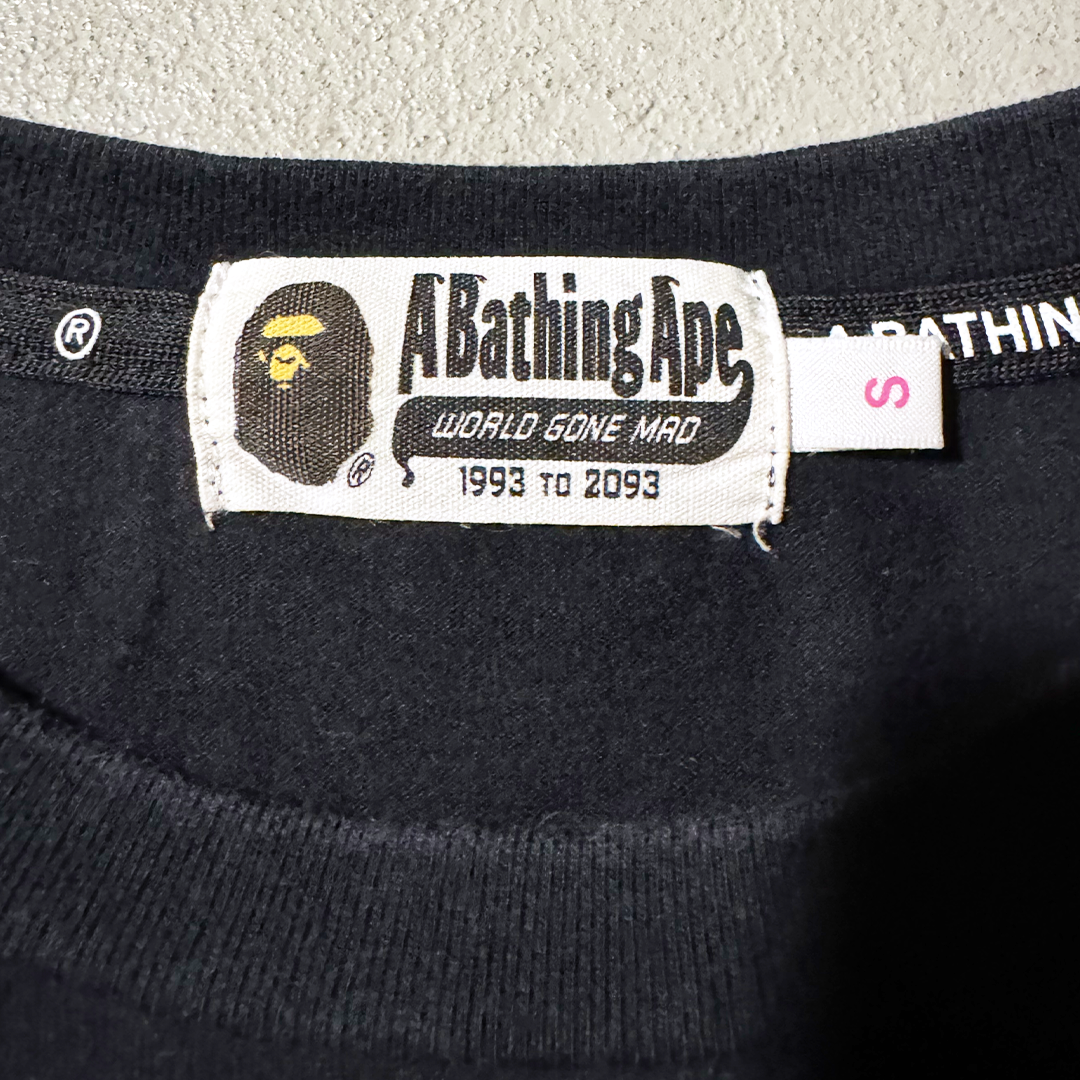 ®
A Bathing Ape
WORLD GONE MAD
®
1993 TO 2093
S
A BATHIN